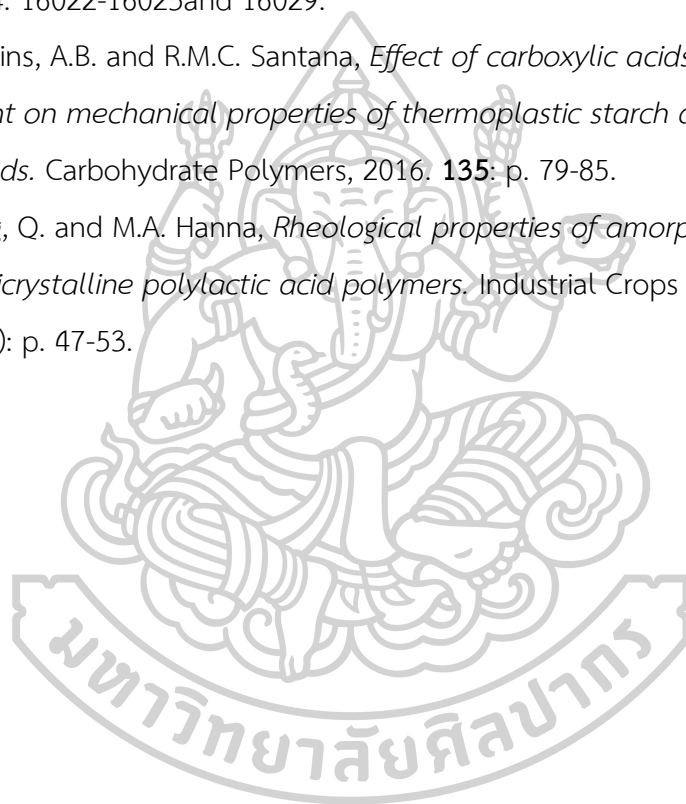 16022-16025and 16029.
ins, A.B. and R.M.C. Santana, Effect of carboxylic acids
nt on mechanical properties of thermoplastic starch
ds. Carbohydrate Polymers, 2016. 135: p. 79-85.
, Q. and M.A. Hanna, Rheological properties of amorp
icrystalline polylactic acid polymers. Industrial Crops
): p. 47-53.
มหาวิทยาลัยศิลปากร